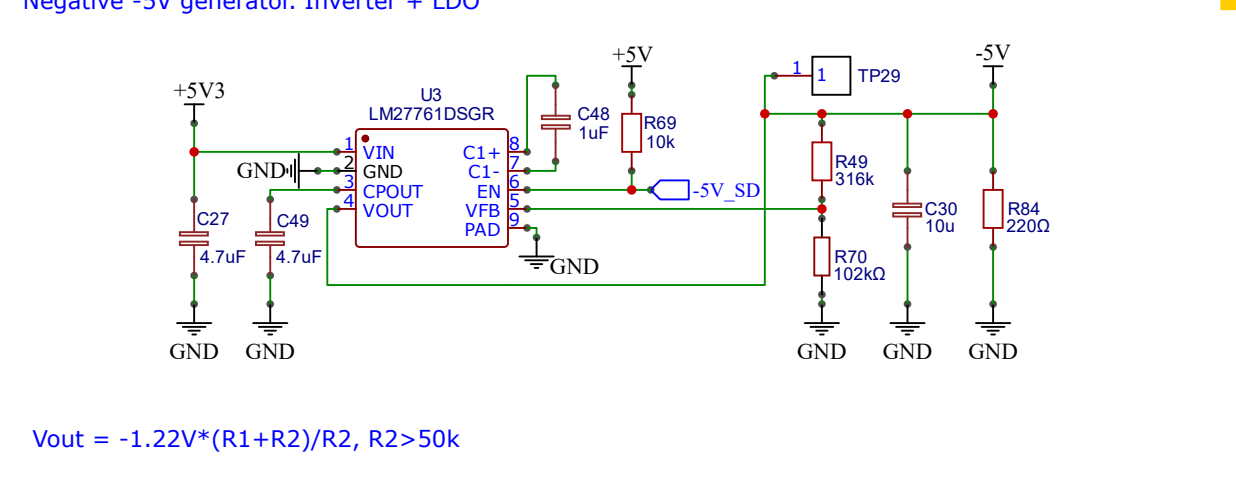 Negative -5V generator. Inverter + LDO
+5V3
U3
LM27761DSGR
1
VIN
2
GND
3
CPOUT
4
VOUT
C1+
8
C1-
7
EN
6
VFB
5
PAD
9
GND
C27
4.7uF
C49
4.7uF
GND
GND
C48
1uF
+5V
R69
10k
-5V_SD
GND
1
1
TP29
-5V
R49
316k
R70
102kΩ
C30
10u
R84
220Ω
GND
GND
GND
Vout = -1.22V*(R1+R2)/R2, R2>50k